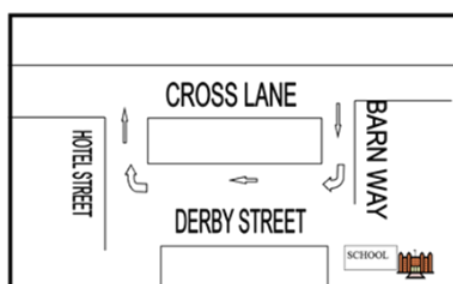 CROSS LANE
HOTEL STREET
BARN WAY
DERBY STREET
SCHOOL